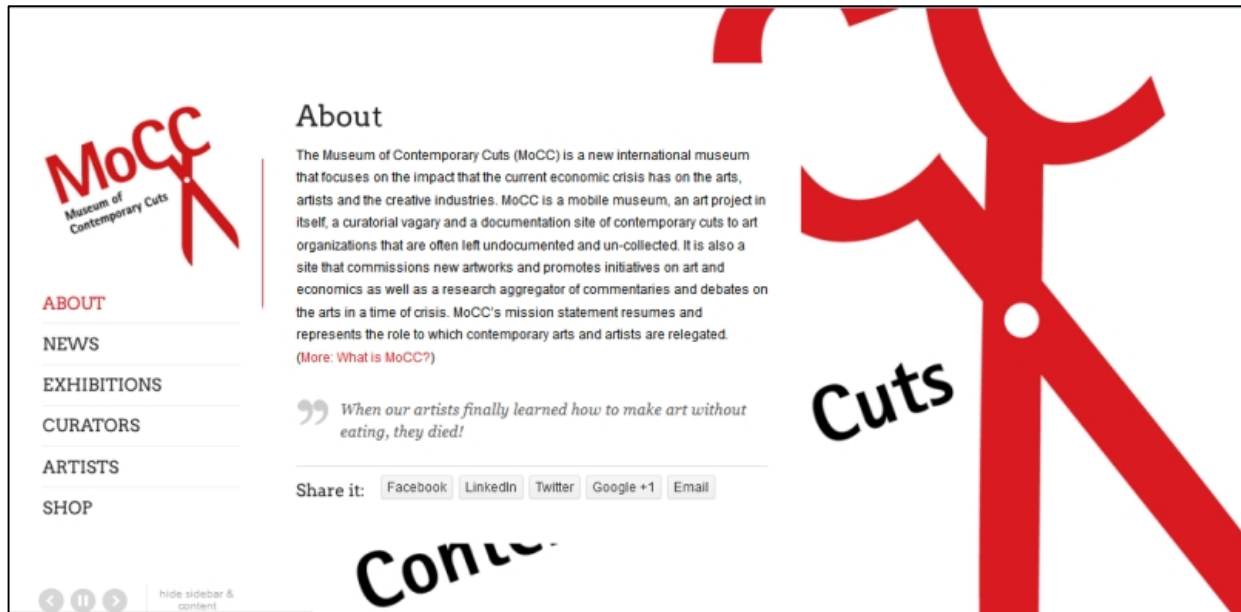 MoCC
Museum of
Contemporary Cuts
ABOUT
NEWS
EXHIBITIONS
CURATORS
ARTISTS
SHOP
hide sidebar &
content
About
The Museum of Contemporary Cuts (MoCC) is a new international museum
that focuses on the impact that the current economic crisis has on the arts,
artists and the creative industries. MoCC is a mobile museum, an art project in
itself, a curatorial vagary and a documentation site of contemporary cuts to art
organizations that are often left undocumented and un-collected. It is also a
site that commissions new artworks and promotes initiatives on art and
economics as well as a research aggregator of commentaries and debates on
the arts in a time of crisis. MoCC's mission statement resumes and
represents the role to which contemporary arts and artists are relegated.
(More: What is MoCC?)
When our artists finally learned how to make art without
eating, they died!
Share it: Facebook LinkedIn Twitter Google +1 Email
Cuts